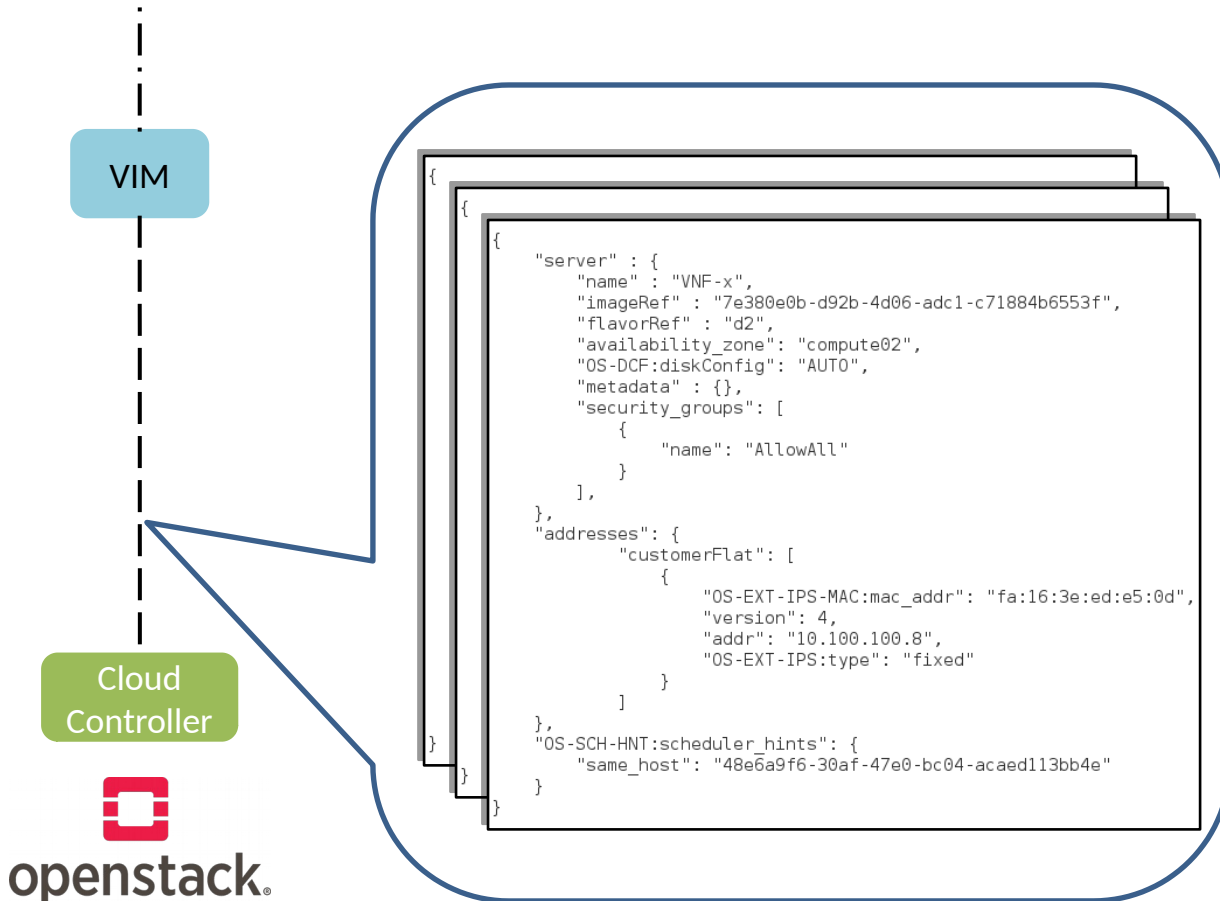 VIM
{
{
{
"server" : {
"name" : "VNF-x",
"imageRef" : "7e380e0b-d92b-4d06-adc1-c71884b6553f",
"flavorRef" : "d2",
"availability_zone": "compute02",
"OS-DCF:diskConfig": "AUTO",
"metadata" : {},
"security_groups": [
{
"name": "AllowAll"
}
],
},
"addresses": {
"customerFlat": [
{
"OS-EXT-IPS-MAC:mac_addr": "fa:16:3e:ed:e5:0d",
"version": 4,
"addr": "10.100.100.8",
"OS-EXT-IPS:type": "fixed"
}
]
},
"OS-SCH-HNT:scheduler_hints": {
"same_host": "48e6a9f6-30af-47e0-bc04-acaed113bb4e"
}
}
}
}
Cloud
Controller
openstack®